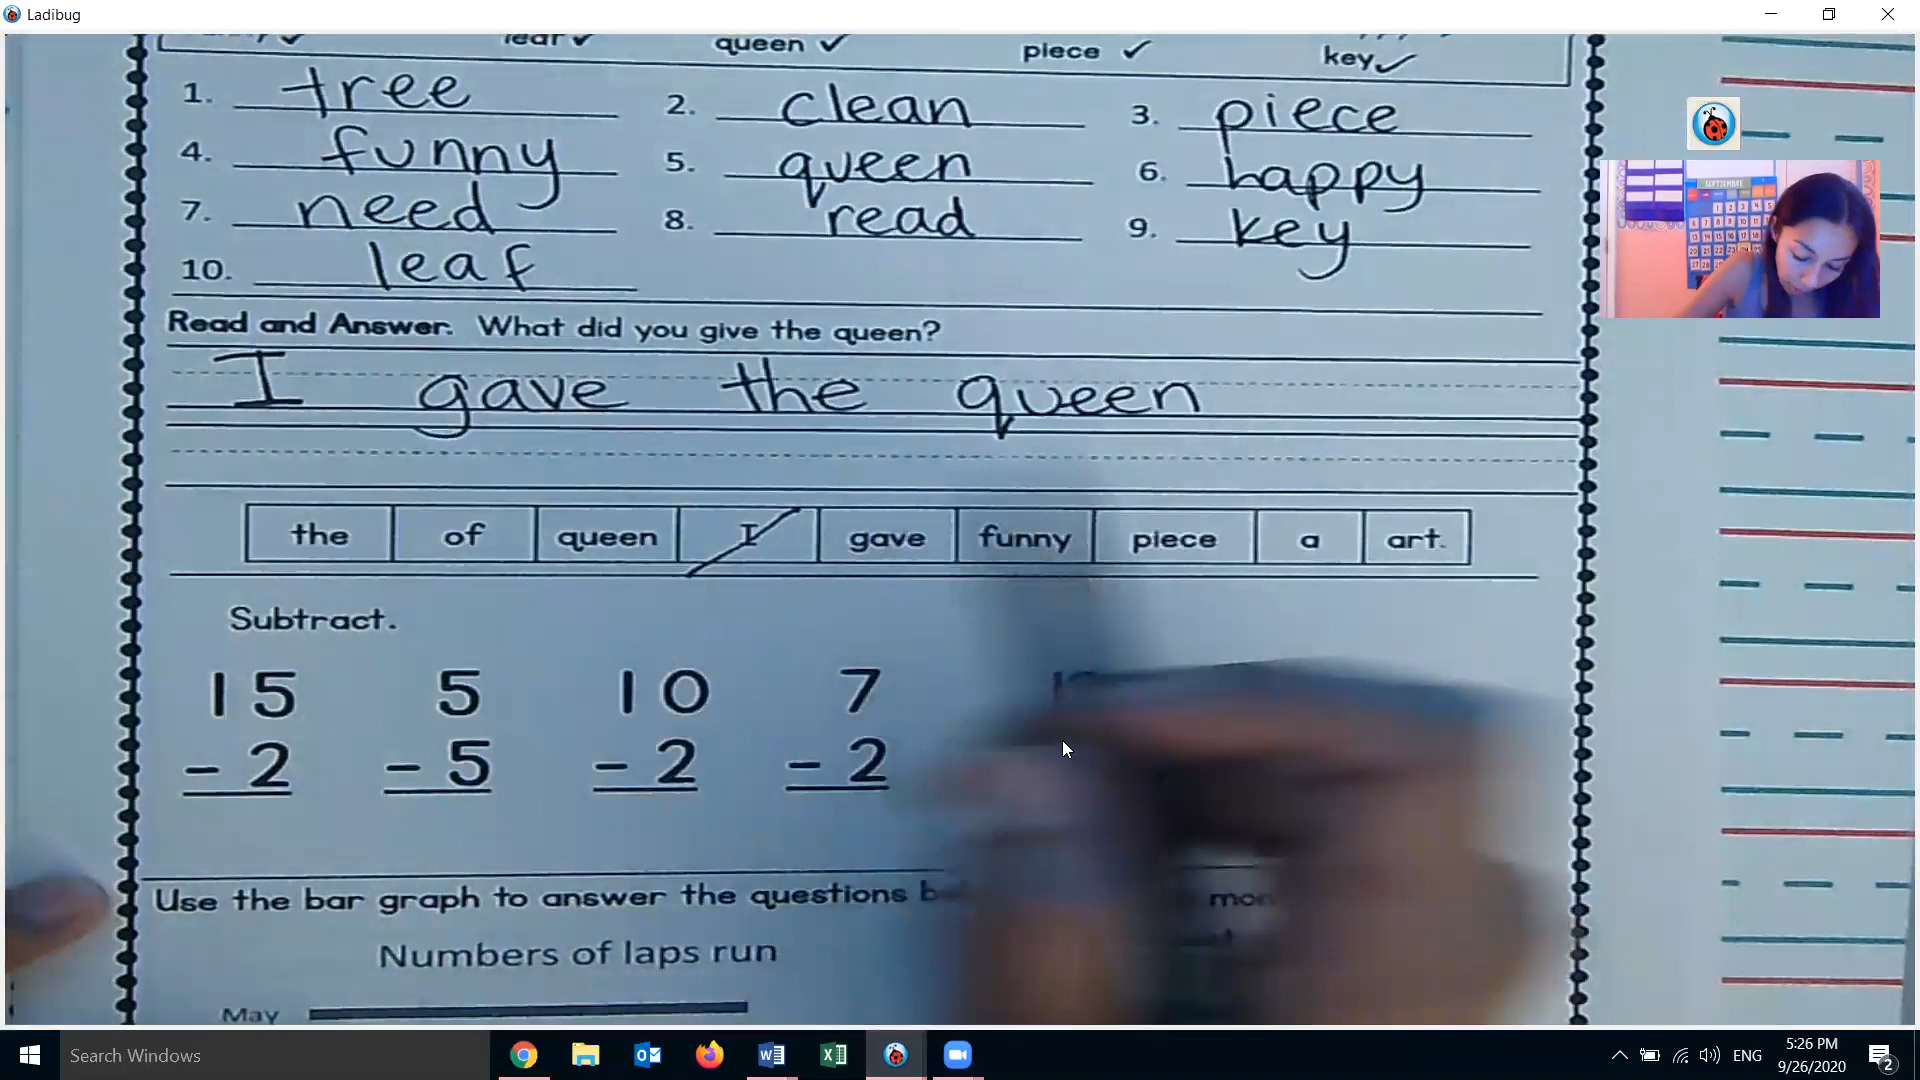 Ladibug
queen ✓ piece ✓ key ✓
1. tree 2. clean 3. piece
4. funny 5. queen 6. happy
7. need 8. read 9. key
10. leaf
SEPTIEMBRE
Read and Answer. What did you give the queen?
I gave the queen
the of queen I gave funny piece a art.
Subtract.
15 5 10 7
- 2 - 5 - 2 - 2
Use the bar graph to answer the questions
Numbers of laps run
May
Search Windows
ENG
5:26 PM
9/26/2020
2